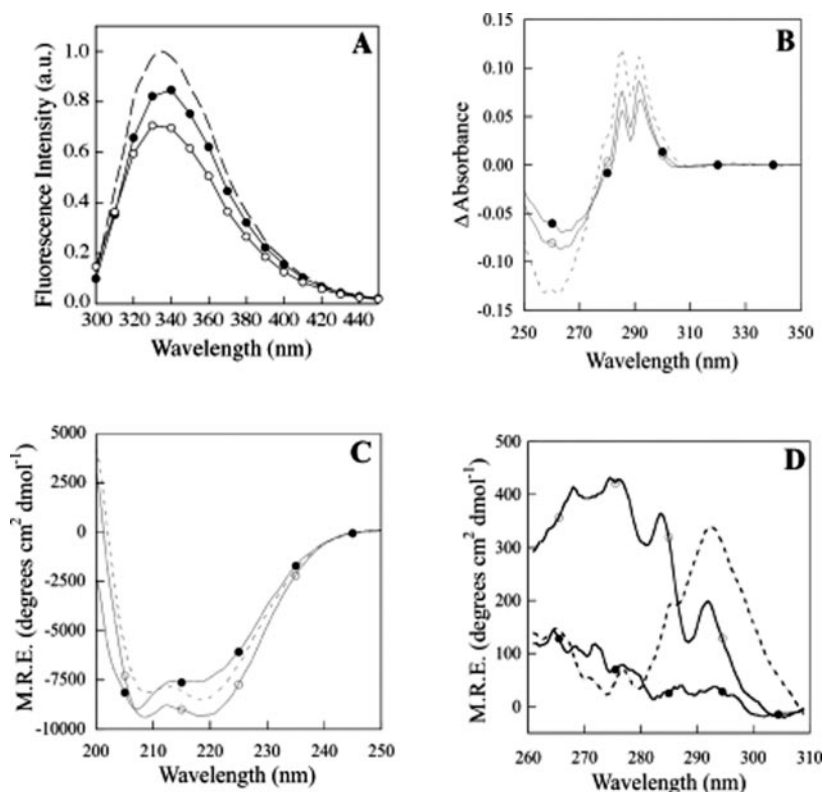 A
Fluorescence Intensity (a.u.)
1.0
0.8
0.6
0.4
0.2
0.0
300 320 340 360 380 400 420 440
Wavelength (nm)
B
Δ Absorbance
0.15
0.10
0.05
0.00
-0.05
-0.10
-0.15
250 270 290 310 330 350
Wavelength (nm)
C
M.R.E. (degrees cm² dmol⁻¹)
5000
2500
0
-2500
-5000
-7500
-10000
200 210 220 230 240 250
Wavelength (nm)
D
M.R.E. (degrees cm² dmol⁻¹)
500
400
300
200
100
0
260 270 280 290 300 310
Wavelength (nm)